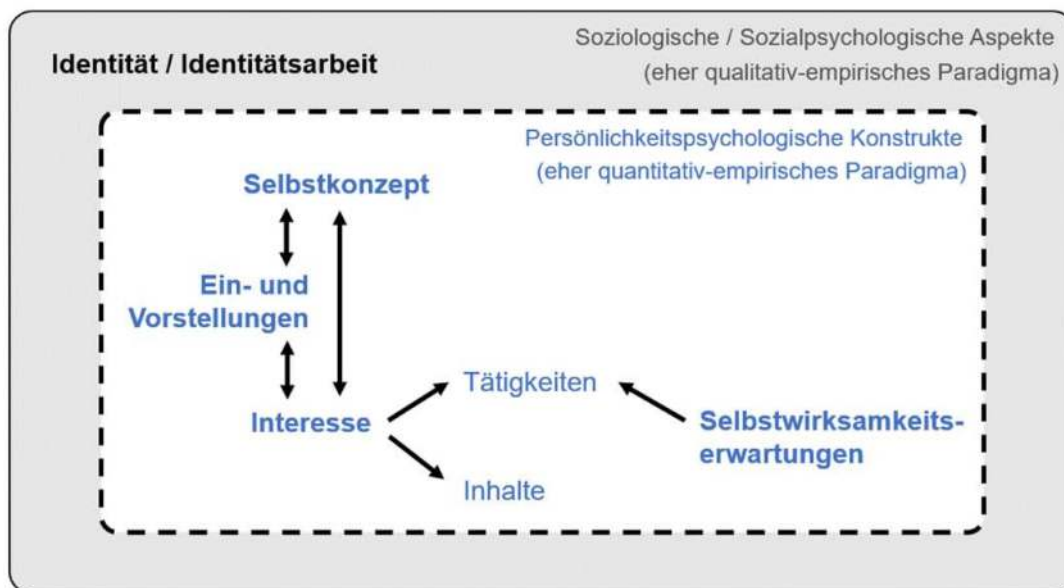 Soziologische / Sozialpsychologische Aspekte
(eher qualitativ-empirisches Paradigma)
Identität / Identitätsarbeit
Persönlichkeitspsychologische Konstrukte
(eher quantitativ-empirisches Paradigma)
Selbstkonzept
Ein- und
Vorstellungen
Interesse
Tätigkeiten
Inhalte
Selbstwirksamkeits-
erwartungen